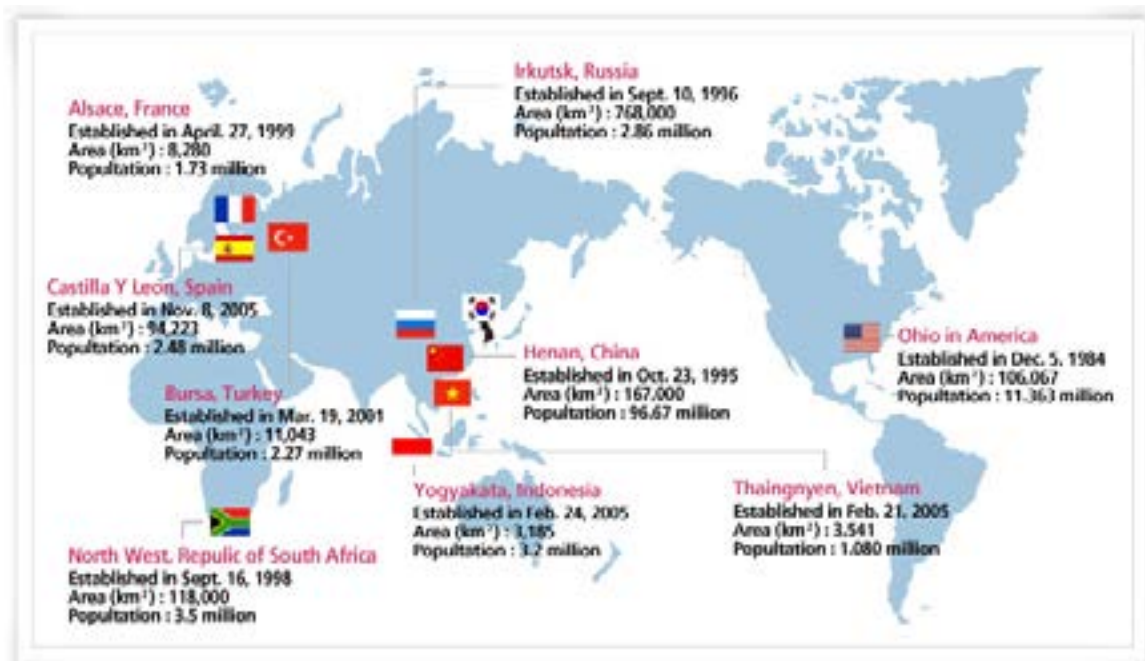 Irkutsk, Russia
Established in Sept. 10, 1996
Area (km²) : 768,000
Popultation : 2.86 million
Alsace, France
Established in April. 27, 1999
Area (km²) : 8,280
Popultation : 1.73 million
Castilla Y León, Spain
Established in Nov. 8, 2005
Area (km²) : 94,223
Popultation : 2.48 million
Bursa, Turkey
Established in Mar. 19, 2001
Area (km²) : 11,043
Popultation : 2.27 million
Henan, China
Established in Oct. 23, 1995
Area (km²) : 167.000
Popultation : 96.67 million
Ohio in America
Established in Dec. 5. 1984
Area (km²) : 106.067
Popultation : 11.363 million
Yogyakata, Indonesia
Established in Feb. 24, 2005
Area (km²) : 3,185
Popultation : 3.2 million
Thaingnyen, Vietnam
Established in Feb. 21, 2005
Area (km²) : 3.541
Popultation : 1.080 million
North West, Repulic of South Africa
Established in Sept. 16, 1998
Area (km²) : 118,000
Popultation : 3.5 million